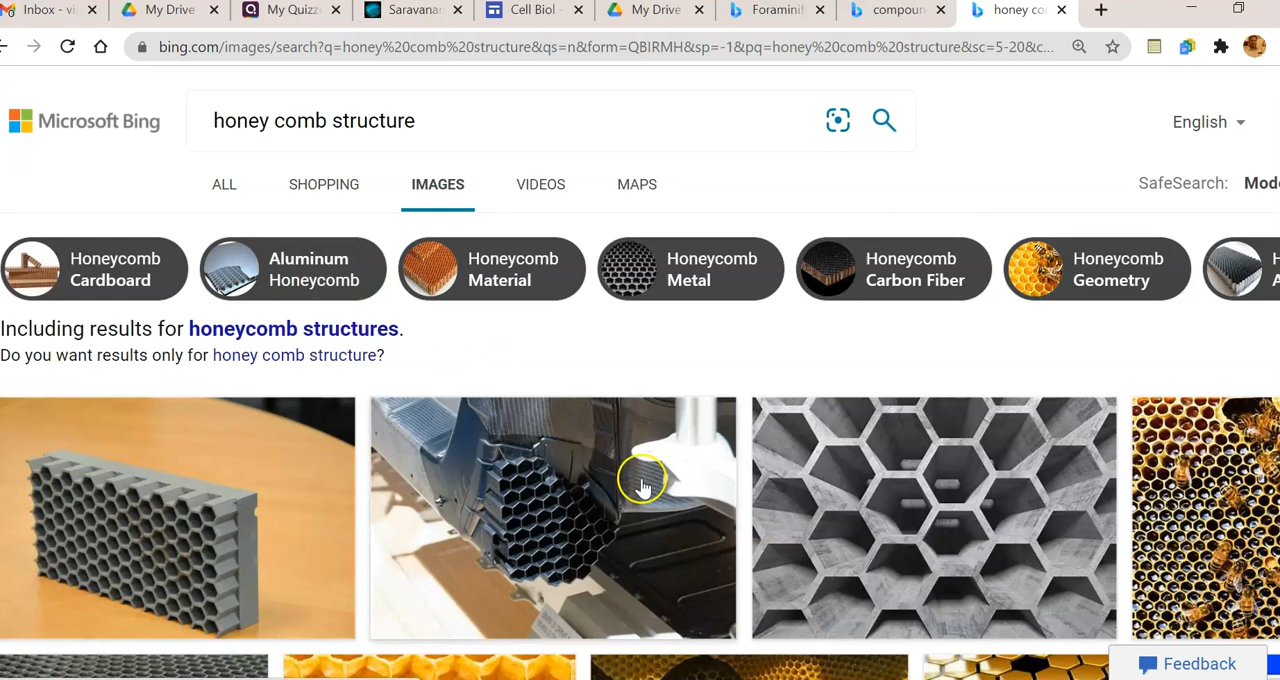 Inbox - vi
My Drive
My Quizz
Saravanan
Cell Biol -
My Drive
Foraminif
compoun
honey co
bing.com/images/search?q=honey%20comb%20structure&qs=n&form=QBIRMH&sp=-1&pq=honey%20comb%20structure&sc=5-20&c...
Microsoft Bing
honey comb structure
English
ALL
SHOPPING
IMAGES
VIDEOS
MAPS
SafeSearch: Mode
Honeycomb
Cardboard
Aluminum
Honeycomb
Honeycomb
Material
Honeycomb
Metal
Honeycomb
Carbon Fiber
Honeycomb
Geometry
Including results for honeycomb structures.
Do you want results only for honey comb structure?
Feedback